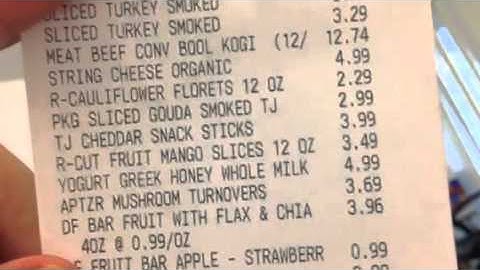 SLICED TURKEY SMOKED
SLICED TURKEY SMOKED 3.29
MEAT BEEF CONV BOOL KOGI (12/ 12.74
STRING CHEESE ORGANIC 4.99
R-CAULIFLOWER FLORETS 12 OZ 2.29
PKG SLICED GOUDA SMOKED TJ 2.99
TJ CHEDDAR SNACK STICKS 3.99
R-CUT FRUIT MANGO SLICES 12 OZ 3.49
YOGURT GREEK HONEY WHOLE MILK 4.99
APTZR MUSHROOM TURNOVERS 3.69
DF BAR FRUIT WITH FLAX & CHIA 3.96
4OZ @ 0.99/OZ
FRUIT BAR APPLE - STRAWBERR 0.99